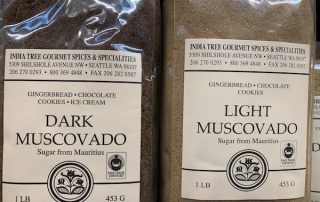 INDIA TREE GOURMET SPICES & SPECIALITIES
5309 SHILSHOLE AVENUE NW • SEATTLE WA 98107
206 270 0293 • 800 369 4848 • FAX 206 282 0587
GINGERBREAD • CHOCOLATE
COOKIES • ICE CREAM
DARK
MUSCOVADO
Sugar from Mauritius
1 LB 453 G
INDIA TREE GOURMET SPICES & SPECIALITIES
5309 SHILSHOLE AVENUE NW • SEATTLE WA 98107
206 270 0293 • 800 369 4848 • FAX 206 282 0587
GINGERBREAD • CHOCOLATE
COOKIES
LIGHT
MUSCOVADO
Sugar from Mauritius
1 LB 453 G